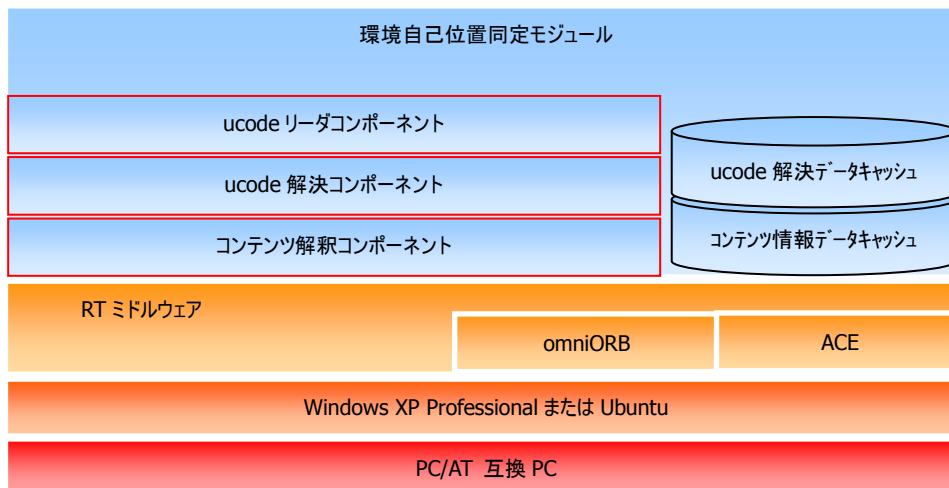 環境自己位置同定モジュール
ucode リーダコンポーネント
ucode 解決コンポーネント
コンテンツ解釈コンポーネント
ucode 解決データキャッシュ
コンテンツ情報データキャッシュ
RT ミドルウェア
omniORB
ACE
Windows XP Professional または Ubuntu
PC/AT 互換 PC